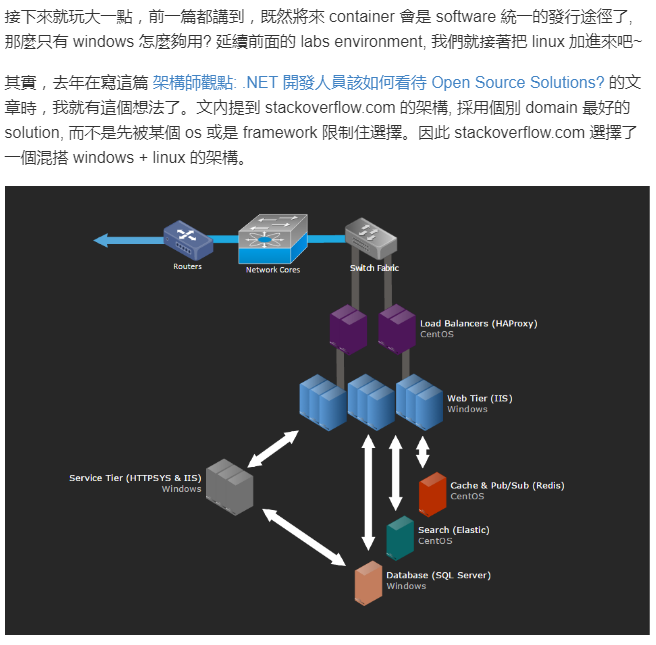 接下來就玩大一點，前一篇都講到，既然將來 container 會是 software 統一的發行途徑了,
那麼只有 windows 怎麼夠用? 延續前面的 labs environment, 我們就接著把 linux 加進來吧~
其實，去年在寫這篇 架構師觀點: .NET 開發人員該如何看待 Open Source Solutions? 的文
章時，我就有這個想法了。文內提到 stackoverflow.com 的架構, 採用個別 domain 最好的
solution, 而不是先被某個 os 或是 framework 限制住選擇。因此 stackoverflow.com 選擇了
一個混搭 windows + linux 的架構。
Routers
Network Cores
Switch Fabric
Load Balancers (HAProxy)
CentOS
Web Tier (IIS)
Windows
Service Tier (HTTPSYS & IIS)
Windows
Cache & Pub/Sub (Redis)
CentOS
Search (Elastic)
CentOS
Database (SQL Server)
Windows